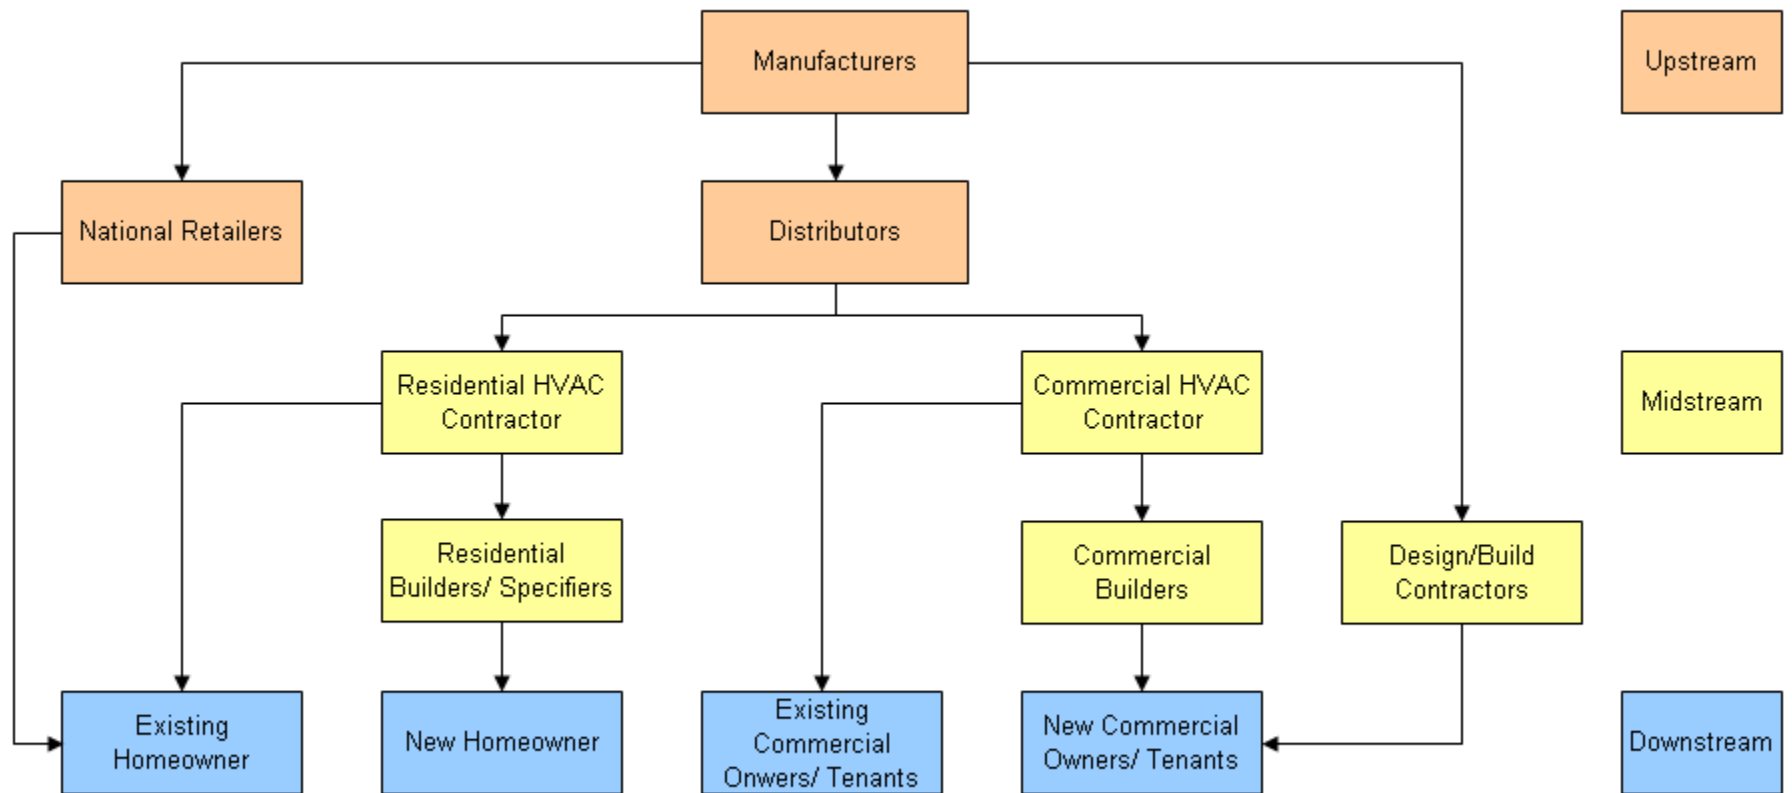 Manufacturers
Upstream
National Retailers
Distributors
Residential HVAC
Contractor
Commercial HVAC
Contractor
Midstream
Residential
Builders/ Specifiers
Commercial
Builders
Design/Build
Contractors
Existing
Homeowner
New Homeowner
Existing
Commercial
Onwers/ Tenants
New Commercial
Owners/ Tenants
Downstream